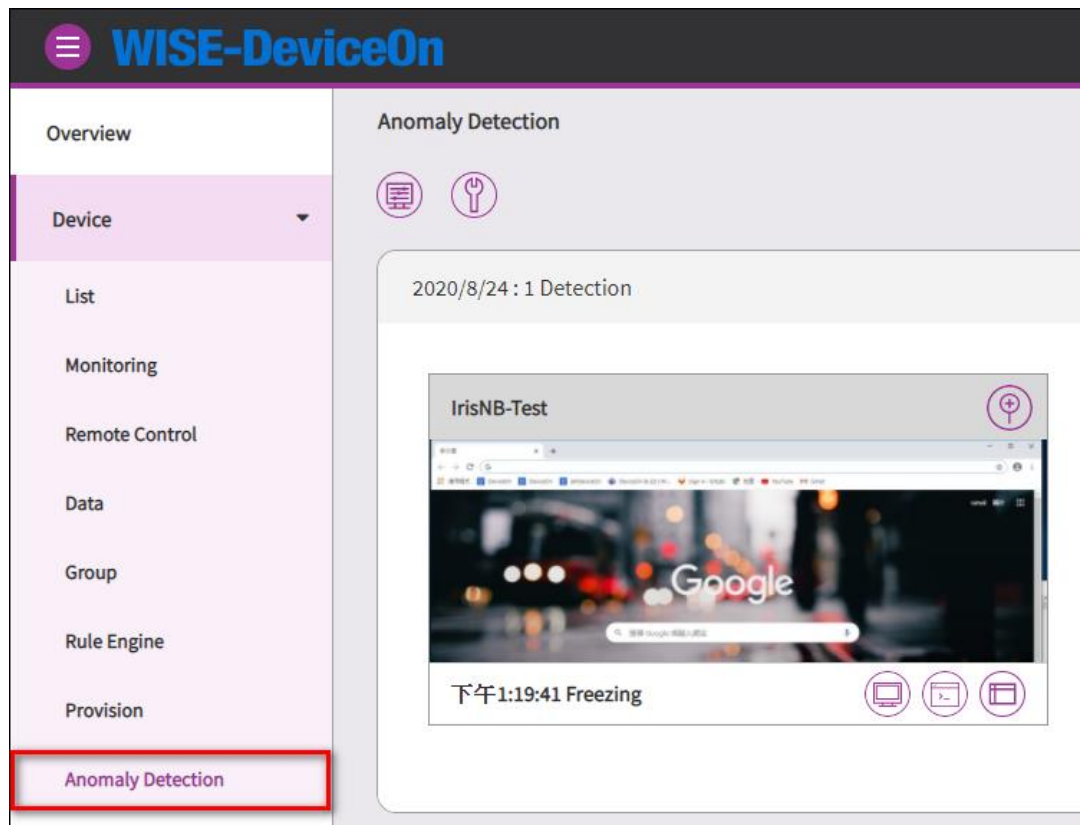 WISE-DeviceOn
Overview
Anomaly Detection
Device
2020/8/24 : 1 Detection
List
Monitoring
IrisNB-Test
Remote Control
Data
Group
Google
Rule Engine
Provision
下午1:19:41 Freezing
Anomaly Detection